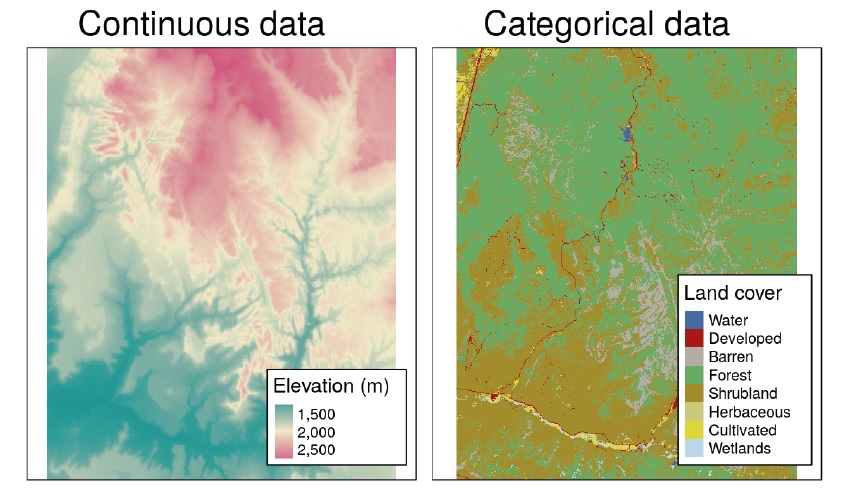 Continuous data
Categorical data
Elevation (m)
1,500
2,000
2,500
Land cover
Water
Developed
Barren
Forest
Shrubland
Herbaceous
Cultivated
Wetlands